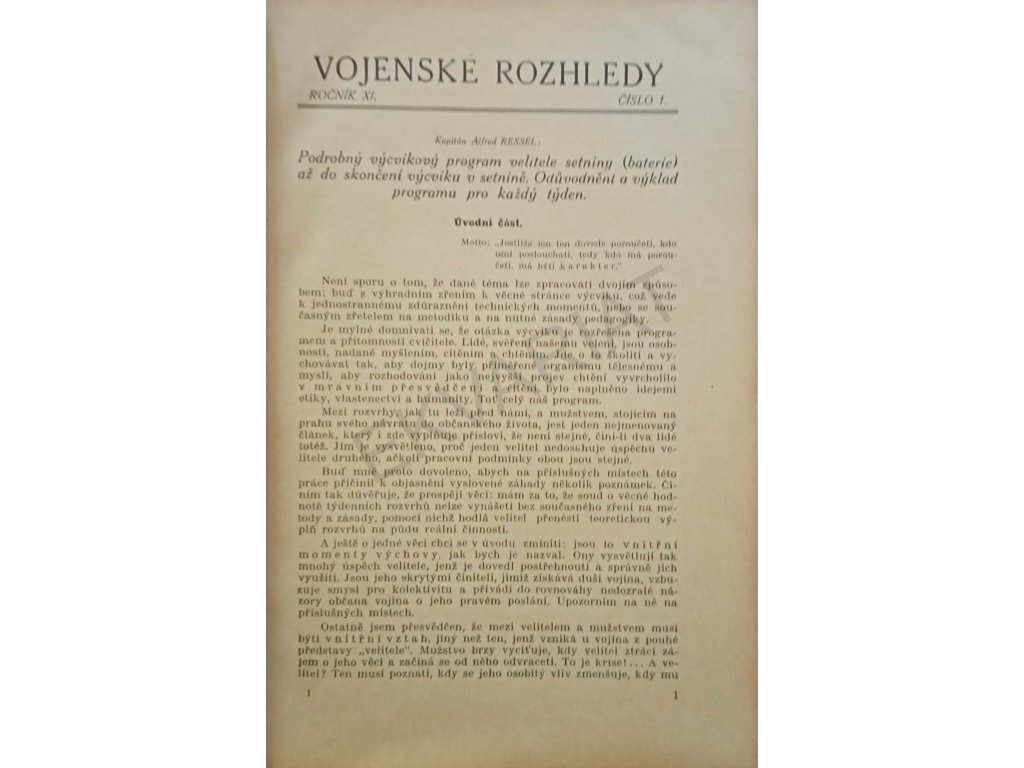 VOJENSKÉ ROZHLEDY
ROČNÍK XI.
ČÍSLO 1.
Kapitán Alfred RESSEL:
Podrobný výcvikový program velitele setniny (baterie)
až do skončení výcviku v setnině. Odůvodnění a výklad
programu pro každý týden.
Úvodní část.
Motto: „Jestliže jen ten dovede poroučeti, kdo
umí poslouchati, tedy kdo má porou-
četi, má býti karakter."
Není sporu o tom, že dané téma lze zpracovati dvojím způso-
bem: buď s výhradním zřením k věcné stránce výcviku, což vede
k jednostrannému zdůraznění technických momentů, nebo se sou-
časným zřetelem na metodiku a na nutné zásady pedagogiky.
Je mylné domnívati se, že otázka výcviku je rozřešena progra-
mem a přítomností cvičitele. Lidé, svěření našemu velení, jsou osob-
nosti, nadané myšlením, cítěním a chtěním. Jde o to školiti a vy-
chovávat tak, aby dojmy byly přiměřené organismu tělesnému a
mysli, aby rozhodování jako nejvyšší projev chtění vyvrcholilo
v mravním přesvědčení a cítění bylo naplněno idejemi
etiky, vlastenectví a humanity. Toť celý náš program.
Mezi rozvrhy, jak tu leží před námi, a mužstvem, stojícím na
prahu svého návratu do občanského života, jest jeden nejmenovaný
článek, který i zde vyplňuje přísloví, že není stejné, činí-li dva lidé
totéž. Jím je vysvětleno, proč jeden velitel nedosahuje úspěchu ve-
litele druhého, ačkoli pracovní podmínky obou jsou stejné.
Buď mně proto dovoleno, abych na příslušných místech této
práce přičinil k objasnění vyslovené záhady několik poznámek. Či-
ním tak důvěřuje, že prospěji věci: mám za to, že soud o věcné hod-
notě týdenních rozvrhů nelze vynášeti bez současného zření na me-
tody a zásady, pomocí nichž hodlá velitel přenésti teoretickou vý-
plň rozvrhů na půdu reální činnosti.
A ještě o jedné věci chci se v úvodu zmíniti: jsou to vnitřní
momenty výchovy, jak bych je nazval. Ony vysvětlují tak
mnohý úspěch velitele, jenž je dovedl postřehnouti a správně jich
využíti. Jsou jeho skrytými činiteli, jimiž získává duši vojína, vzbu-
zuje smysl pro kolektivitu a přivádí do rovnováhy nedozralé ná-
zory občana vojína o jeho pravém poslání. Upozorním na ně na
příslušných místech.
Ostatně jsem přesvědčen, že mezi velitelem a mužstvem musí
býti vnitřní vztah, jiný než ten, jenž vzniká u vojína z pouhé
představy „velitele". Mužstvo brzy vyciťuje, kdy velitel ztrácí zá-
jem o jeho věci a začíná se od něho odvraceti. To je krise!... A ve-
litel? Ten musí poznati, kdy se jeho osobitý vliv zmenšuje, kdy mu
1
1